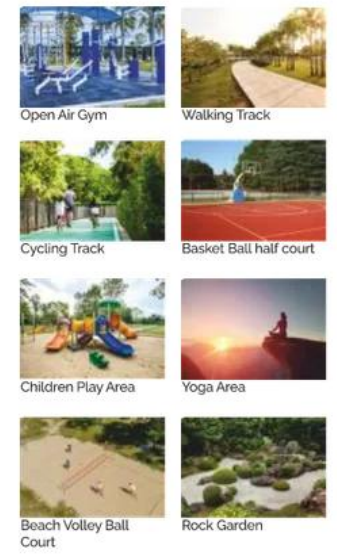 Open Air Gym
Walking Track
Cycling Track
Basket Ball half court
Children Play Area
Yoga Area
Beach Volley Ball
Court
Rock Garden